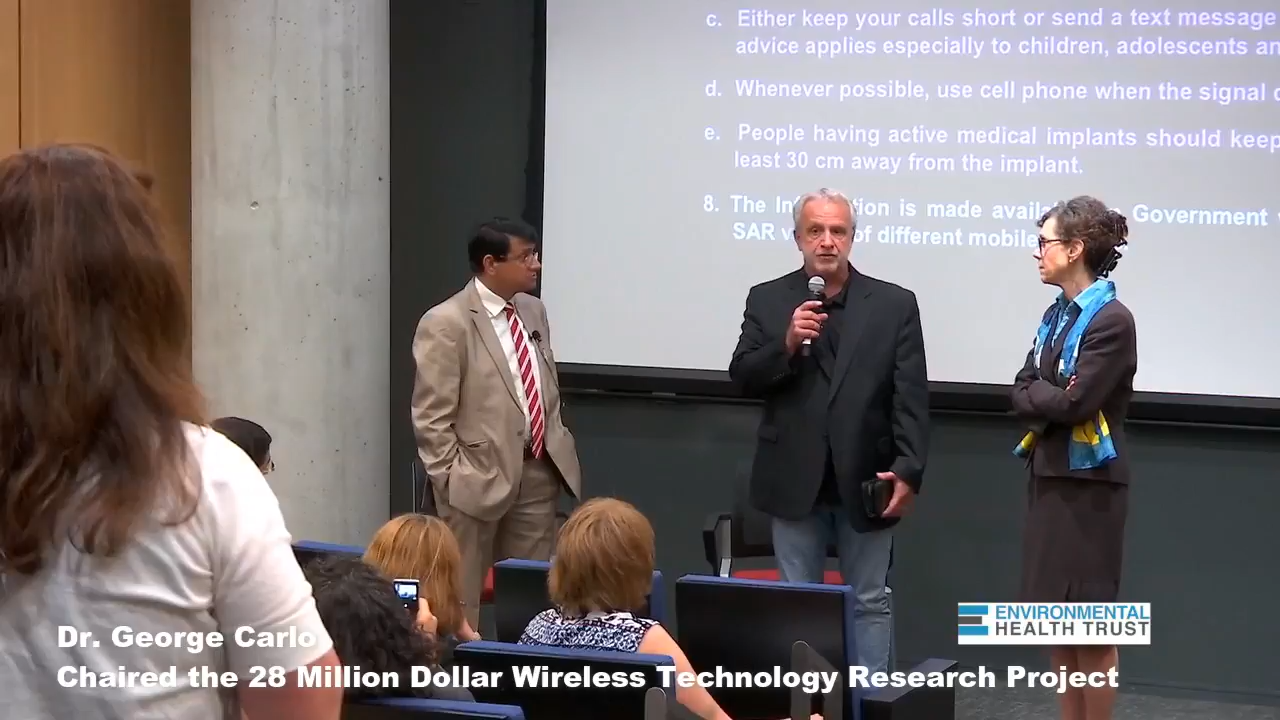 c. Either keep your calls short or send a text message
advice applies especially to children, adolescents
d. Whenever possible, use cell phone when the signal
e. People having active medical implants should keep
least 30 cm away from the implant.
8. The is made Government
SAR of different mobile
ENVIRONMENTAL
HEALTH TRUST
Dr. George Carlo
Chaired the 28 Million Dollar Wireless Technology Research Project